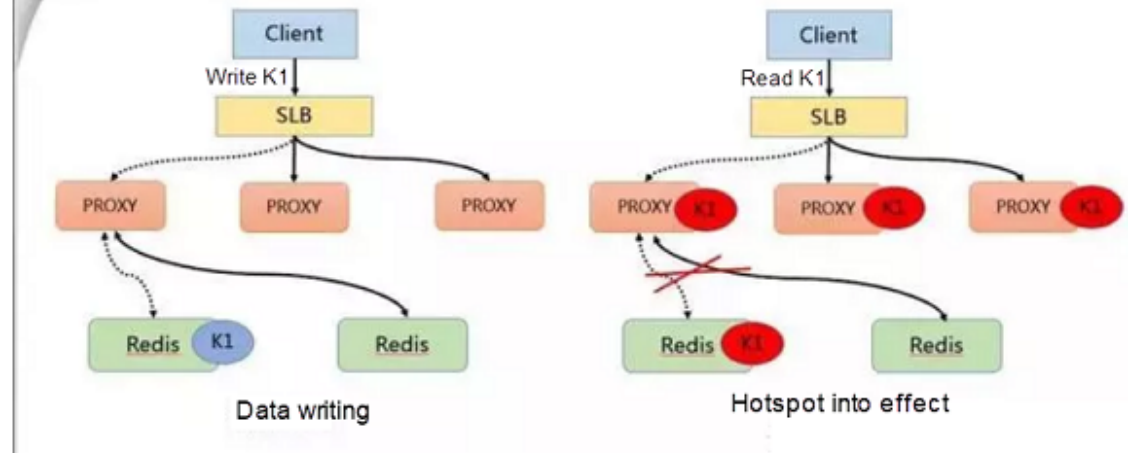 Client
Write K1
SLB
PROXY
PROXY
PROXY
Redis
K1
Redis
Data writing
Client
Read K1
SLB
PROXY
K1
PROXY
K1
PROXY
K1
Redis
K1
Redis
Hotspot into effect